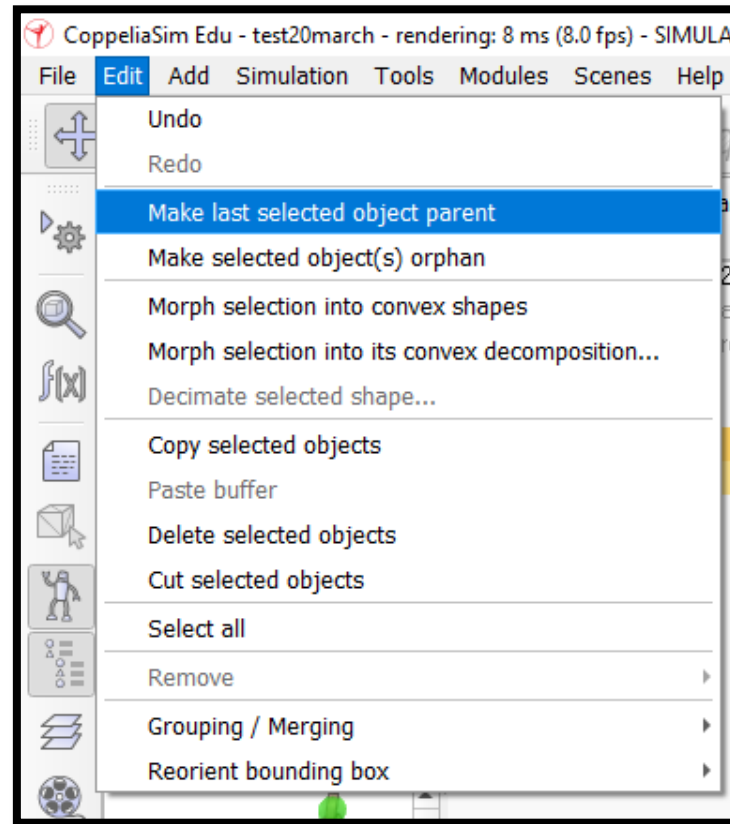 CoppeliaSim Edu - test20march - rendering: 8 ms (8.0 fps) - SIMULA
File Edit Add Simulation Tools Modules Scenes Help
Undo
Redo
Make last selected object parent
Make selected object(s) orphan
Morph selection into convex shapes
Morph selection into its convex decomposition...
f(x)
Decimate selected shape...
Copy selected objects
Paste buffer
Delete selected objects
Cut selected objects
Select all
Remove
Grouping / Merging
Reorient bounding box